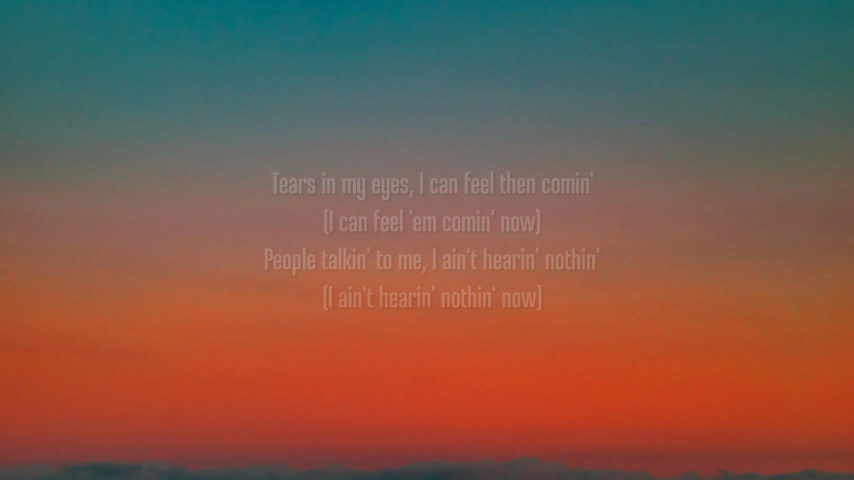 Tears in my eyes, I can feel then comin'
(I can feel 'em comin' now)
People talkin' to me, I ain't hearin' nothin'
(I ain't hearin' nothin' now)